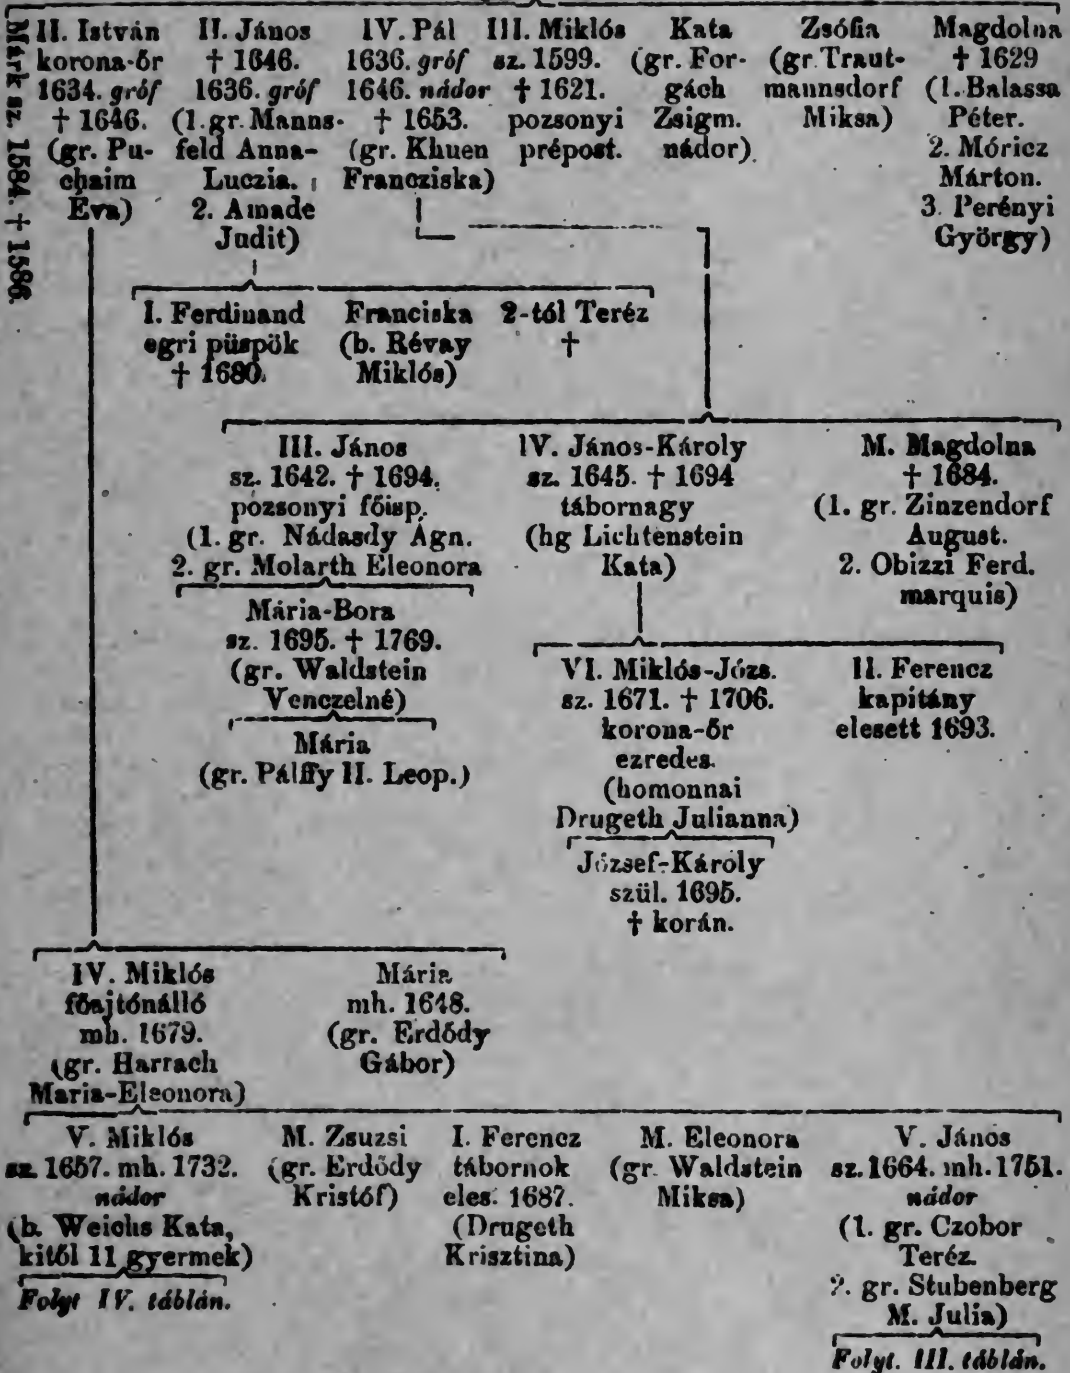 Márk sz. 1584. † 1586.
II. István
korona-őr
1634. gróf
† 1646.
(gr. Pu-
chaim
Éva)
II. János
† 1646.
1636. gróf
(1. gr. Manns-
feld Anna-
Luczia.
2. Amade
Judit)
IV. Pál
1636. gróf
1646. nádor
† 1653.
(gr. Khuen
Francziska)
III. Miklós
sz. 1599.
† 1621.
pozsonyi
prépost.
Kata
(gr. For-
gách
Zsigm.
nádor).
Zsófia
(gr. Traut-
mannsdorf
Miksa)
Magdolna
† 1629
(1. Balassa
Péter.
2. Móricz
Márton.
3. Perényi
György)
I. Ferdinand
egri püspök
† 1680.
Franciska
(b. Révay
Miklós)
2-tól Teréz
†
III. János
sz. 1642. † 1694.
pozsonyi főisp.
(1. gr. Nádasdy Ágn.
2. gr. Molarth Eleonora
IV. János-Károly
sz. 1645. † 1694
tábornagy
(hg Lichtenstein
Kata)
M. Magdolna
† 1684.
(1. gr. Zinzendorf
August.
2. Obizzi Ferd.
marquis)
Mária-Bora
sz. 1695. † 1769.
(gr. Waldstein
Venczelné)
Mária
(gr. Pálffy II. Leop.)
VI. Miklós-Józs.
sz. 1671. † 1706.
korona-őr
ezredes.
(homonnai
Drugeth Julianna)
II. Ferencz
kapitány
elesett 1693.
József-Károly
szül. 1695.
† korán.
IV. Miklós
főajtónálló
mh. 1679.
(gr. Harrach
Maria-Eleonora)
Mária
mh. 1648.
(gr. Erdődy
Gábor)
V. Miklós
sz. 1657. mh. 1732.
nádor
(b. Weichs Kata,
kitől 11 gyermek)
Folyt IV. táblán.
M. Zsuzsi
(gr. Erdődy
Kristóf)
I. Ferencz
tábornok
eles. 1687.
(Drugeth
Krisztina)
M. Eleonora
(gr. Waldstein
Miksa)
V. János
sz. 1664. mh. 1751.
nádor
(1. gr. Czobor
Teréz.
2. gr. Stubenberg
M. Julia)
Folyt. III. táblán.